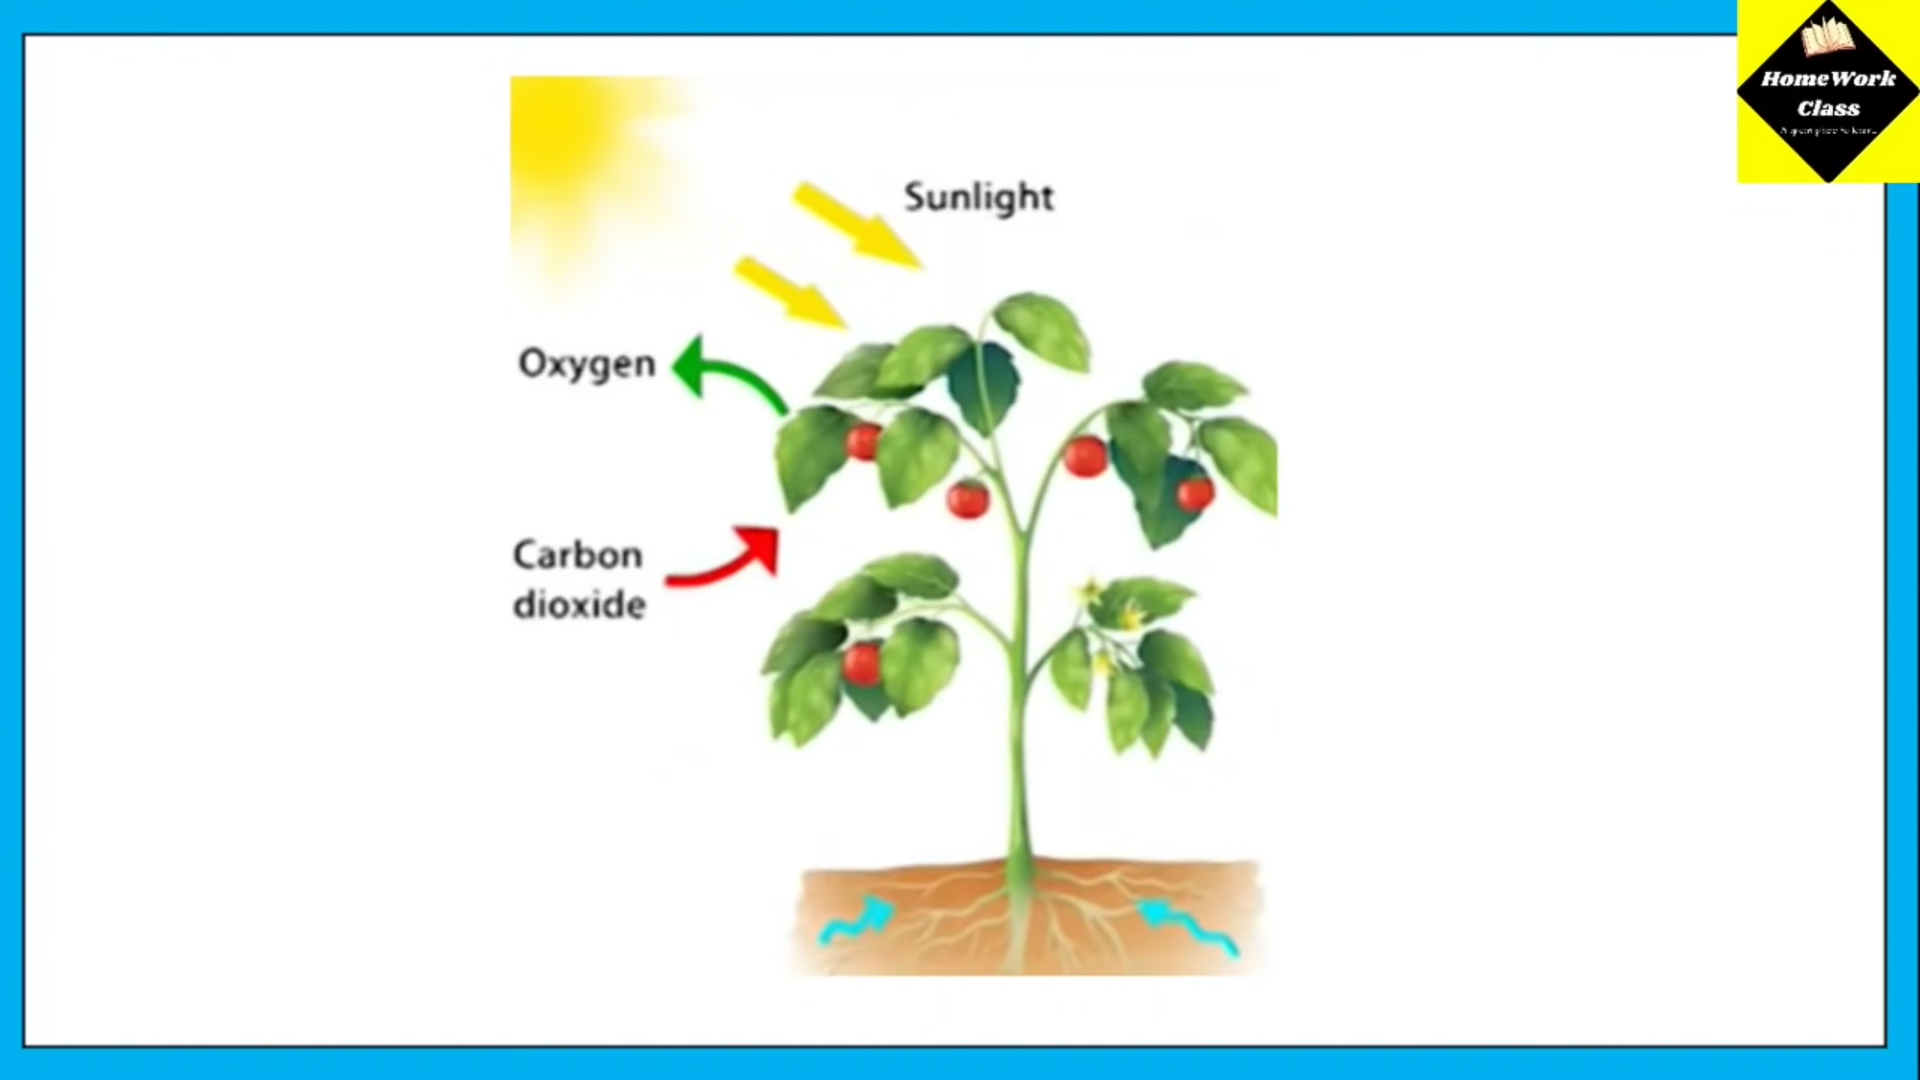 HomeWork
Class
Sunlight
Oxygen
Carbon
dioxide